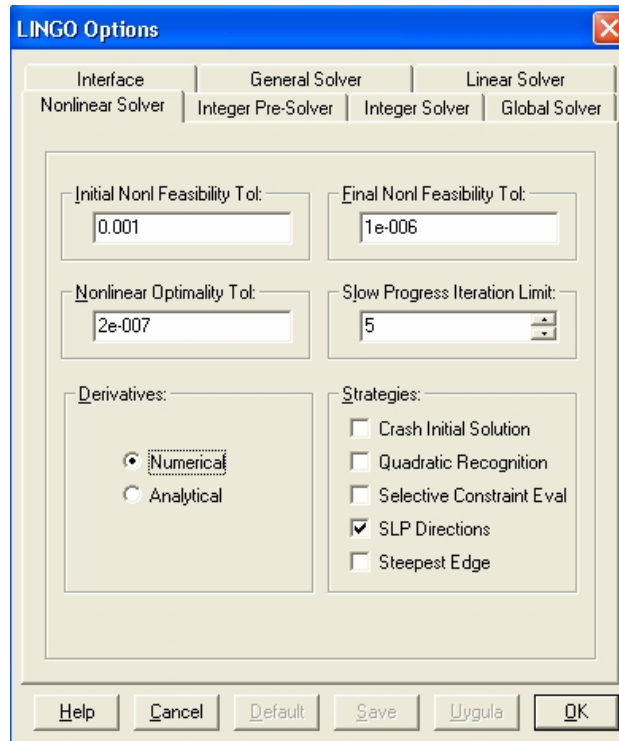 LINGO Options
Interface General Solver Linear Solver
Nonlinear Solver Integer Pre-Solver Integer Solver Global Solver
Initial Nonl Feasibility Tol:
0.001
Final Nonl Feasibility Tol:
1e-006
Nonlinear Optimality Tol:
2e-007
Slow Progress Iteration Limit:
5
Derivatives:
Numerical
Analytical
Strategies:
Crash Initial Solution
Quadratic Recognition
Selective Constraint Eval
SLP Directions
Steepest Edge
Help Cancel Default Save Uygula OK